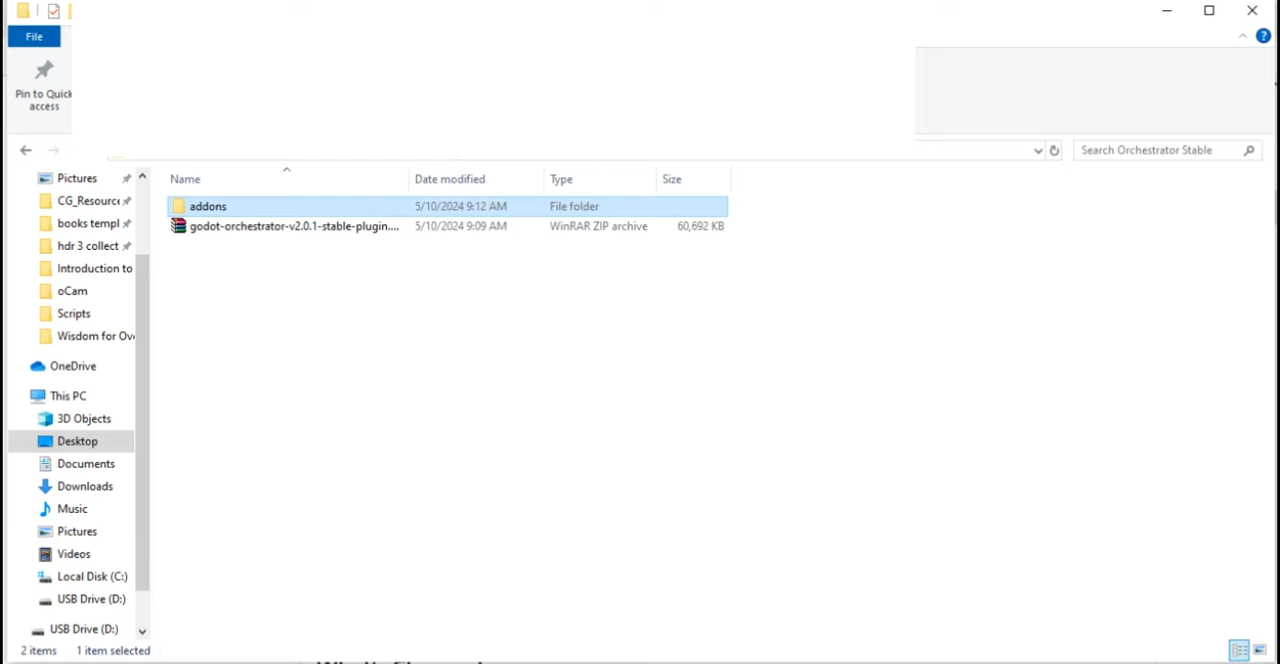 File
Pin to Quick
access
Search Orchestrator Stable
Name
Date modified
Type
Size
addons
5/10/2024 9:12 AM
File folder
godot-orchestrator-v2.0.1-stable-plugin....
5/10/2024 9:09 AM
WinRAR ZIP archive
60,692 KB
Pictures
CG_Resource
books templ
hdr 3 collect
Introduction to
oCam
Scripts
Wisdom for Ov
OneDrive
This PC
3D Objects
Desktop
Documents
Downloads
Music
Pictures
Videos
Local Disk (C:)
USB Drive (D:)
USB Drive (D:)
2 items
1 item selected